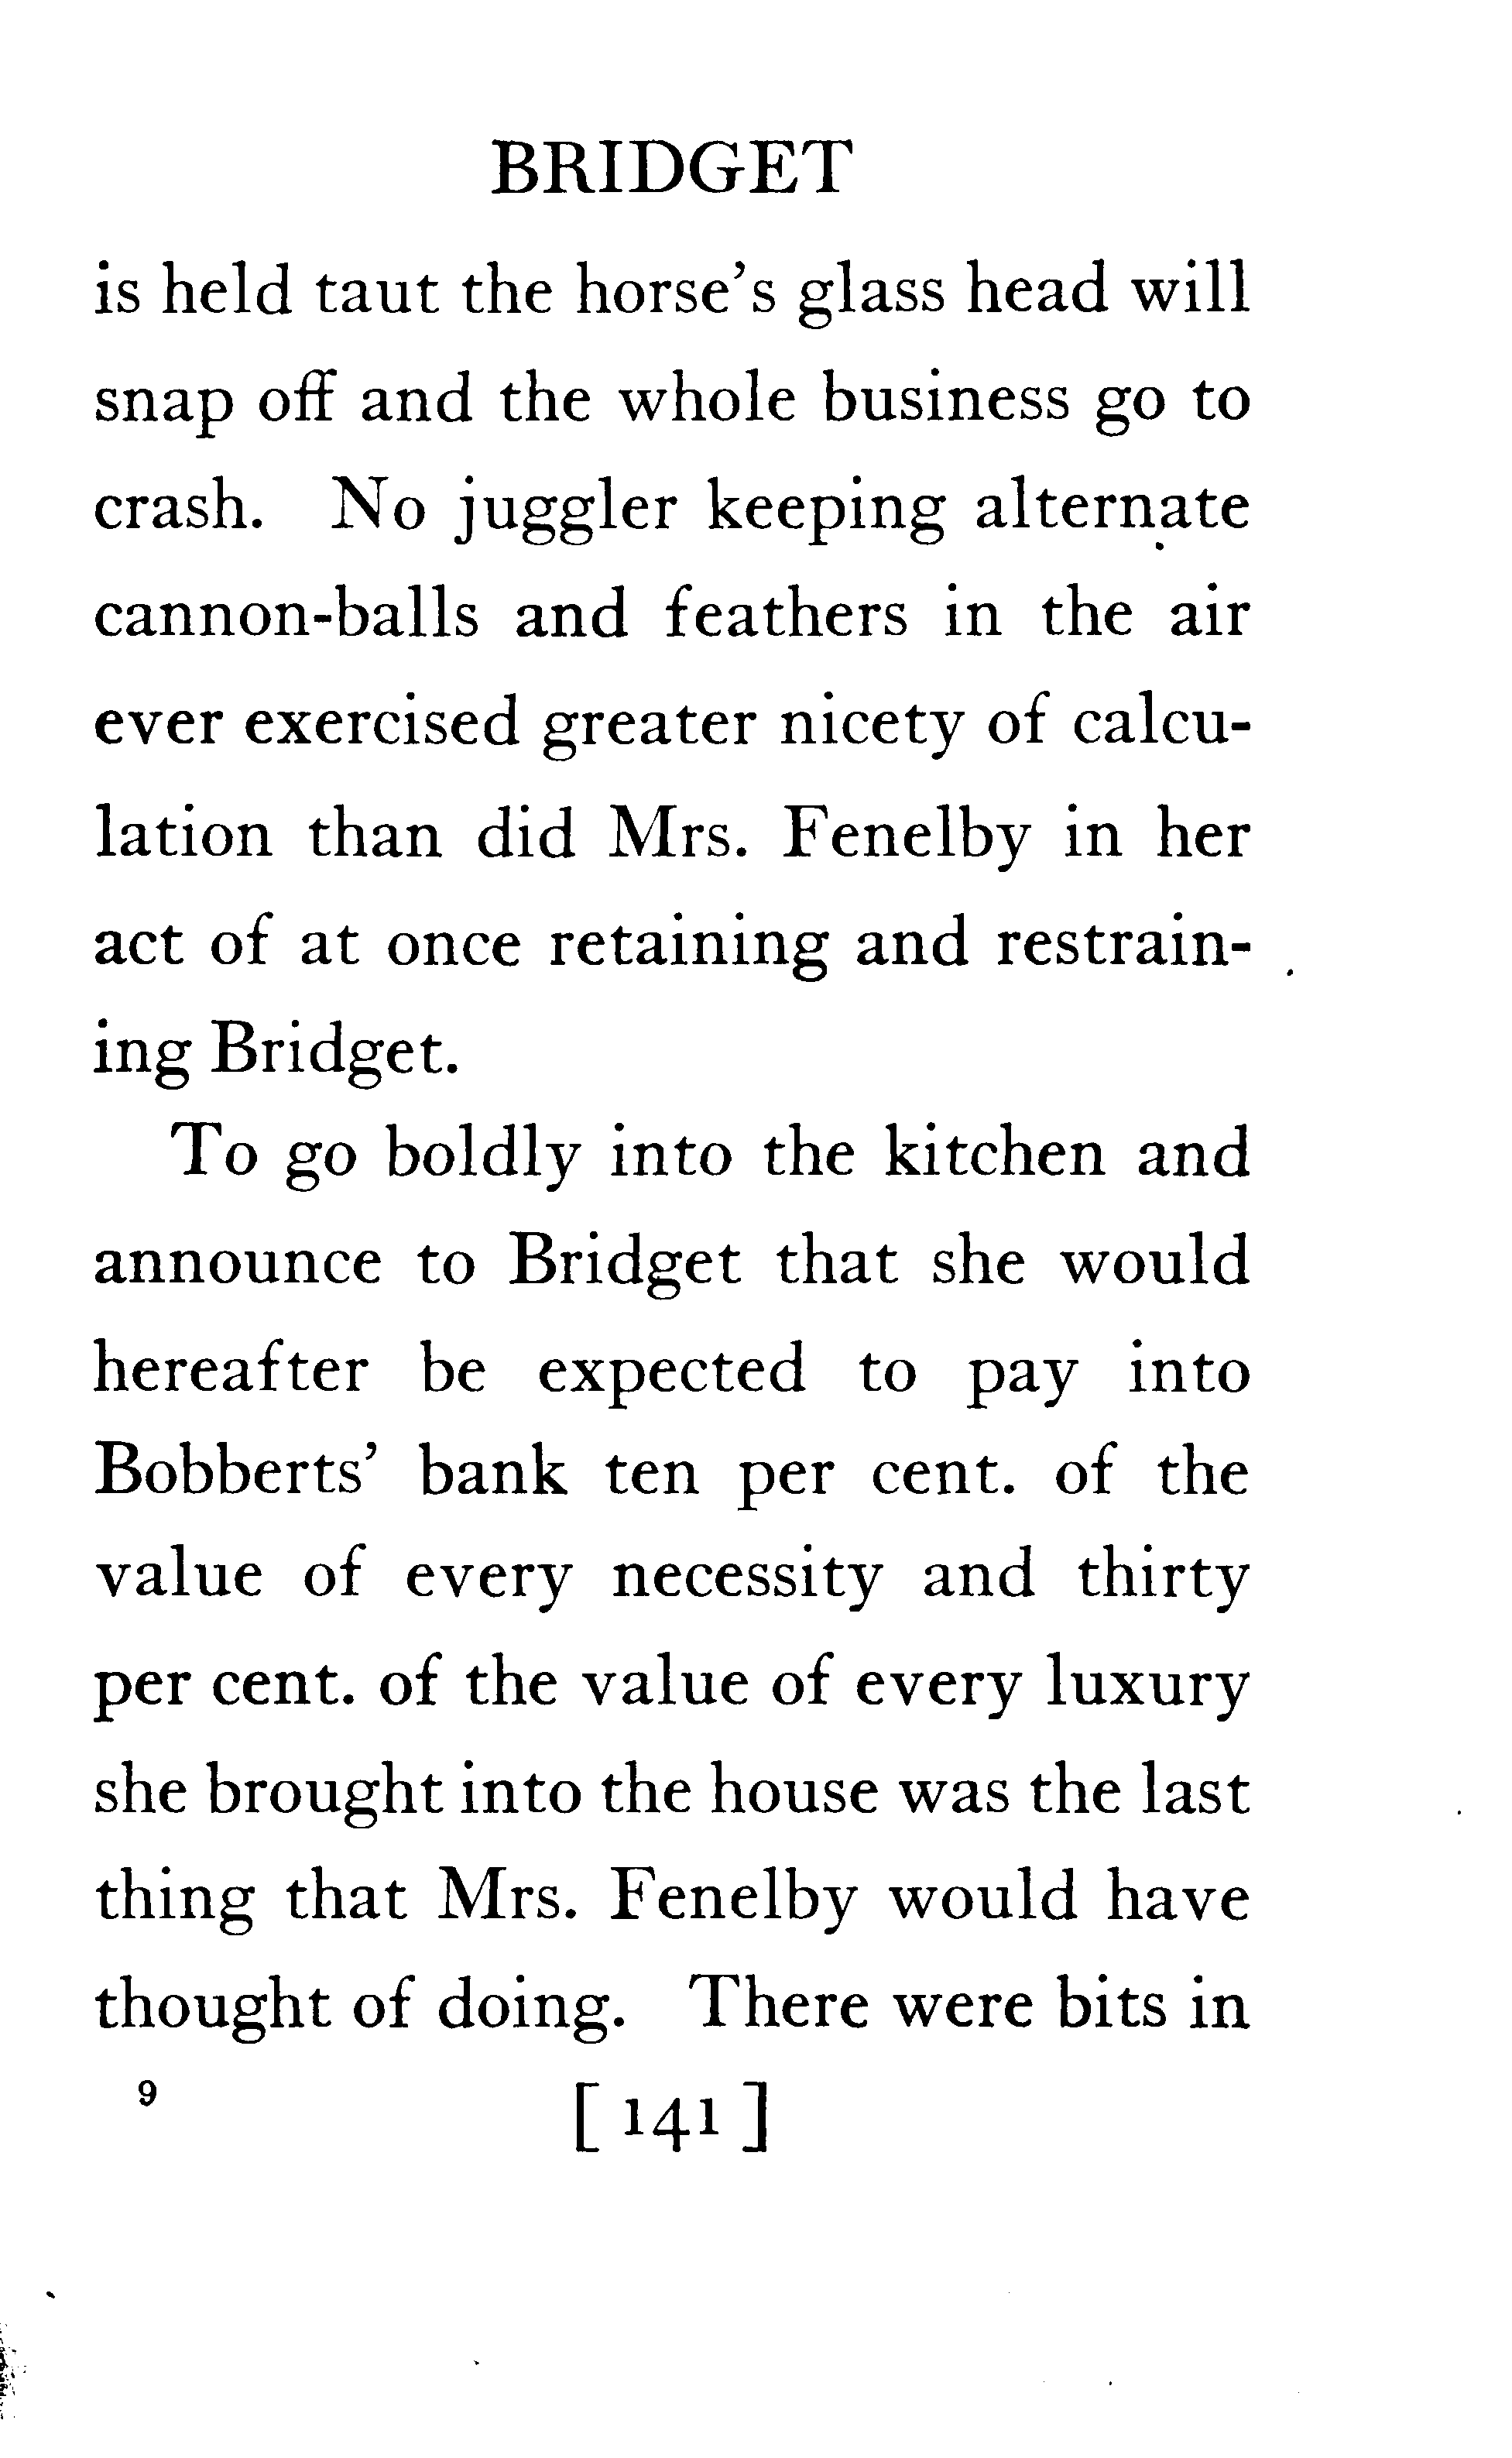 BRIDGET
is held taut the horse's glass head will
snap off and the whole business go to
crash. No juggler keeping alternate
cannon-balls and feathers in the air
ever exercised greater nicety of calcu-
lation than did Mrs. Fenelby in her
act of at once retaining and restrain-
ing Bridget.
To go boldly into the kitchen and
announce to Bridget that she would
hereafter be expected to pay into
Bobberts' bank ten per cent. of the
value of every necessity and thirty
per cent. of the value of every luxury
she brought into the house was the last
thing that Mrs. Fenelby would have
thought of doing. There were bits in
9 [ 141 ]